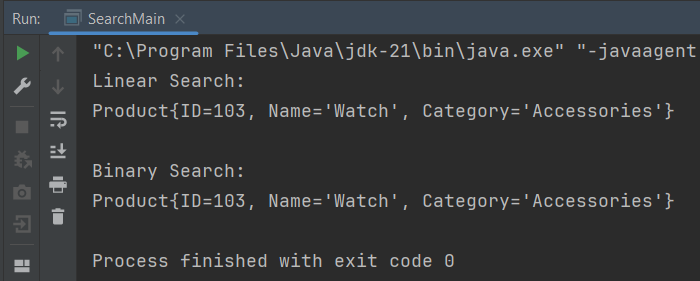 Run: SearchMain
"C:\Program Files\Java\jdk-21\bin\java.exe" "-javaagent
Linear Search:
Product{ID=103, Name='Watch', Category='Accessories'}
Binary Search:
Product{ID=103, Name='Watch', Category='Accessories'}
Process finished with exit code 0